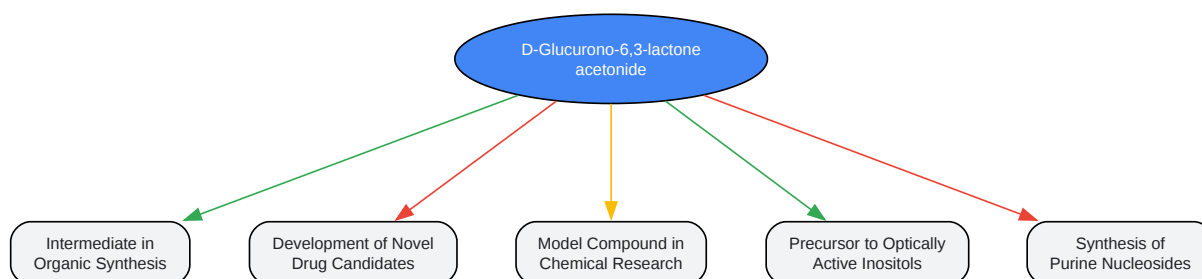 D-Glucurono-6,3-lactone
acetonide
Intermediate in
Organic Synthesis
Development of Novel
Drug Candidates
Model Compound in
Chemical Research
Precursor to Optically
Active Inositols
Synthesis of
Purine Nucleosides